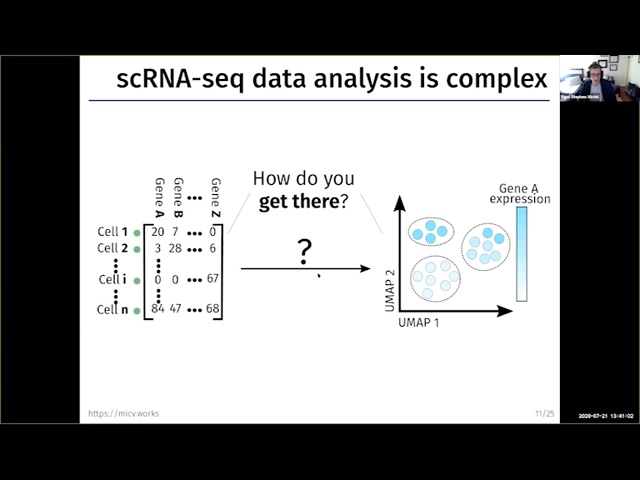 scRNA-seq data analysis is complex
How do you
get there?
?
Gene A
Gene B
Gene Z
Cell 1
20 7 ••• 0
Cell 2
3 28 ••• 6
Cell i
0 0 ••• 67
Cell n
84 47 ••• 68
Gene A
expression
UMAP 2
UMAP 1
https://micv.works
11/25
2020-07-21 13:41:02